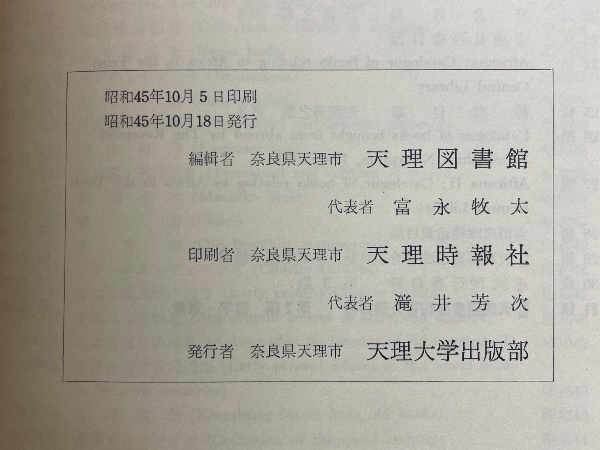 昭和45年10月5日印刷
昭和45年10月18日発行
編輯者 奈良県天理市 天理図書館
代表者 富永牧太
印刷者 奈良県天理市 天理時報社
代表者 滝井芳次
発行者 奈良県天理市 天理大学出版部